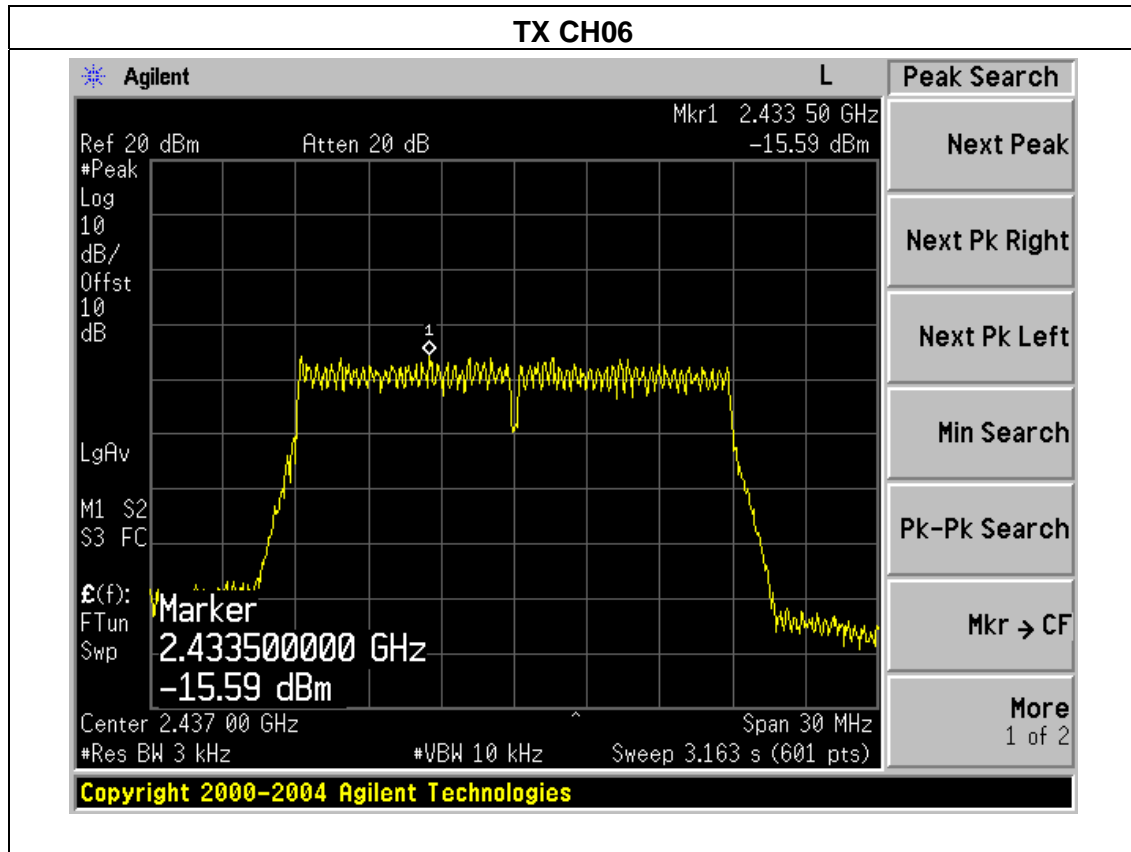 TX CH06
Agilent L Peak Search
Mkr1 2.433 50 GHz
Ref 20 dBm Atten 20 dB −15.59 dBm
#Peak
Log
10
dB/
Offst
10
dB
1
LgAv
M1 S2
S3 FC
£(f):
FTun
Swp
Marker
2.433500000 GHz
−15.59 dBm
Center 2.437 00 GHz ^ Span 30 MHz
#Res BW 3 kHz #VBW 10 kHz Sweep 3.163 s (601 pts)
Next Peak
Next Pk Right
Next Pk Left
Min Search
Pk-Pk Search
Mkr → CF
More
1 of 2
Copyright 2000-2004 Agilent Technologies